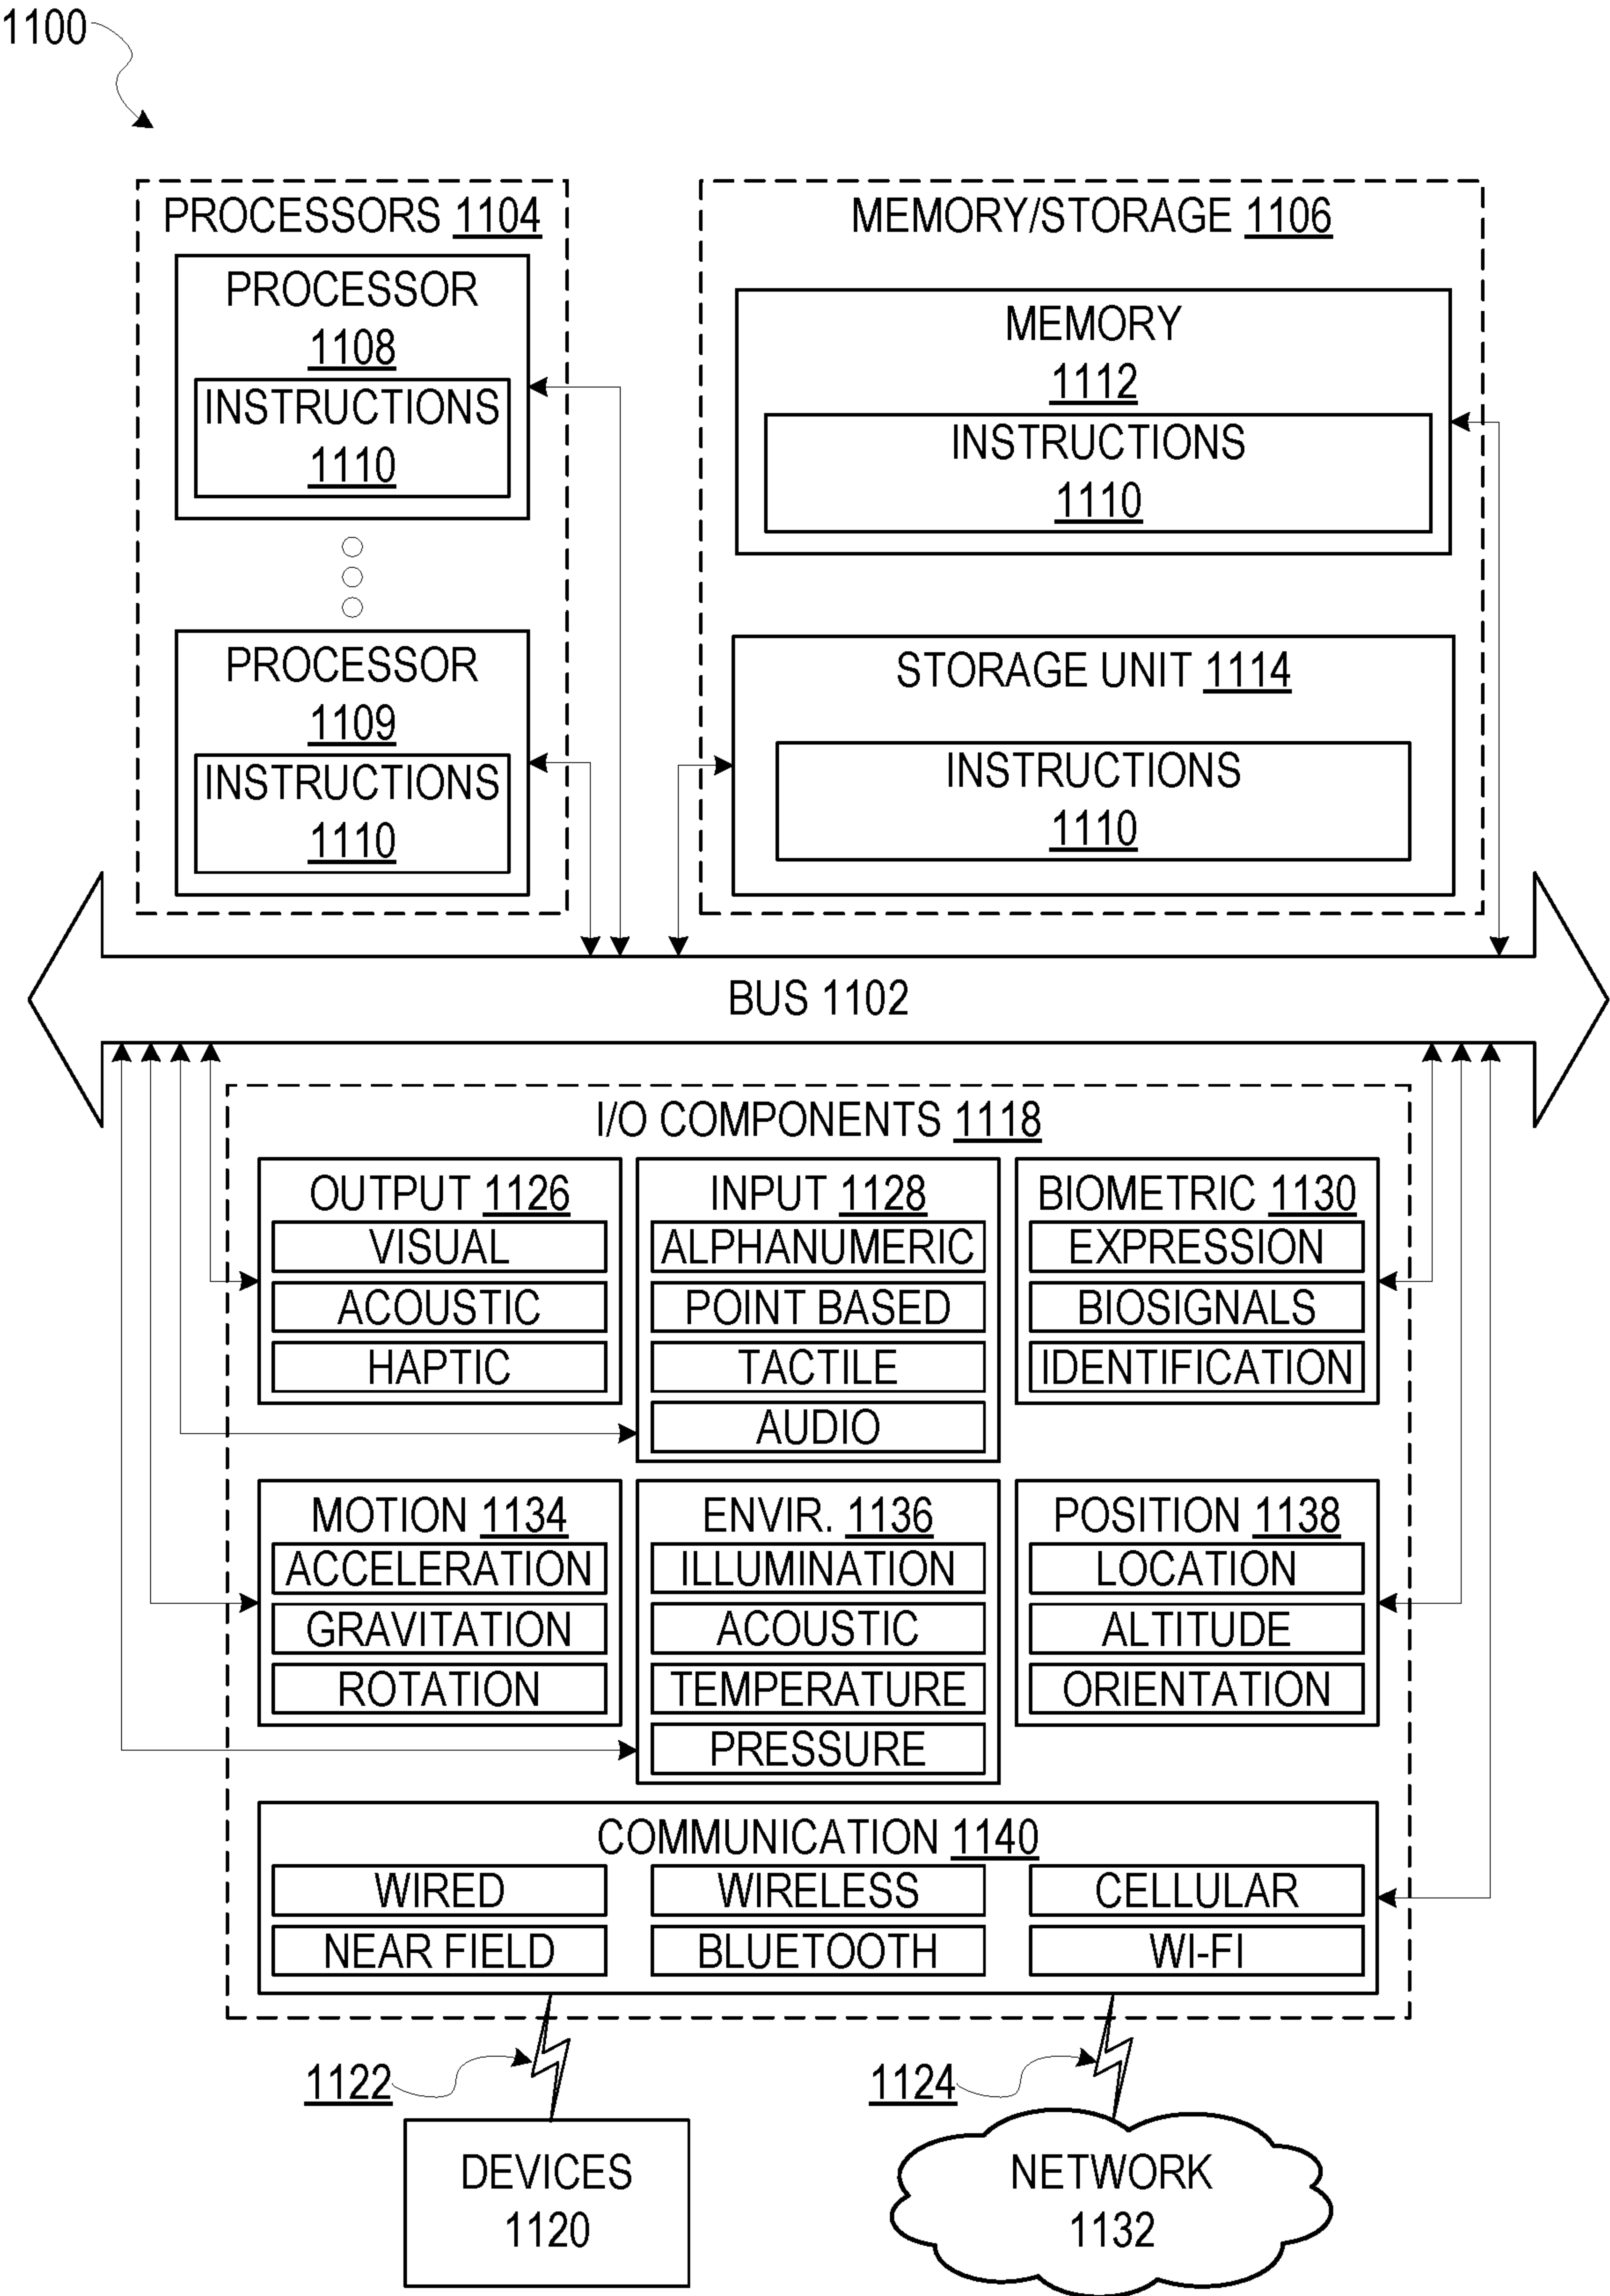 1100
PROCESSORS 1104
PROCESSOR
1108
INSTRUCTIONS
1110
PROCESSOR
1109
INSTRUCTIONS
1110
MEMORY/STORAGE 1106
MEMORY
1112
INSTRUCTIONS
1110
STORAGE UNIT 1114
INSTRUCTIONS
1110
BUS 1102
I/O COMPONENTS 1118
OUTPUT 1126
VISUAL
ACOUSTIC
HAPTIC
INPUT 1128
ALPHANUMERIC
POINT BASED
TACTILE
AUDIO
BIOMETRIC 1130
EXPRESSION
BIOSIGNALS
IDENTIFICATION
MOTION 1134
ACCELERATION
GRAVITATION
ROTATION
ENVIR. 1136
ILLUMINATION
ACOUSTIC
TEMPERATURE
PRESSURE
POSITION 1138
LOCATION
ALTITUDE
ORIENTATION
COMMUNICATION 1140
WIRED
WIRELESS
CELLULAR
NEAR FIELD
BLUETOOTH
WI-FI
1122
1124
DEVICES
1120
NETWORK
1132